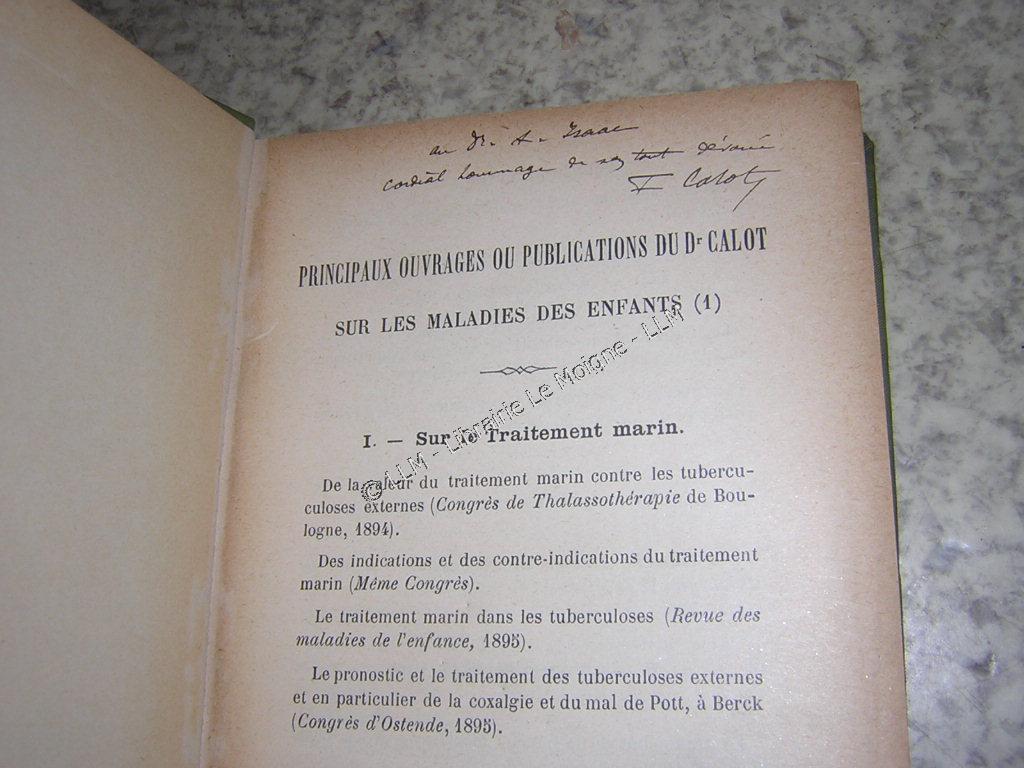 au Dr. A. Isaac
cordial hommage de son tout dévoué
F Calot
PRINCIPAUX OUVRAGES OU PUBLICATIONS DU Dr CALOT
SUR LES MALADIES DES ENFANTS (1)
I. — Sur le Traitement marin.
De la valeur du traitement marin contre les tubercu-
culoses externes (Congrès de Thalassothérapie de Bou-
logne, 1894).
Des indications et des contre-indications du traitement
marin (Même Congrès).
Le traitement marin dans les tuberculoses (Revue des
maladies de l'enfance, 1895).
Le pronostic et le traitement des tuberculoses externes
et en particulier de la coxalgie et du mal de Pott, à Berck
(Congrès d'Ostende, 1895).
© LLM - Librairie Le Moigne - LLM